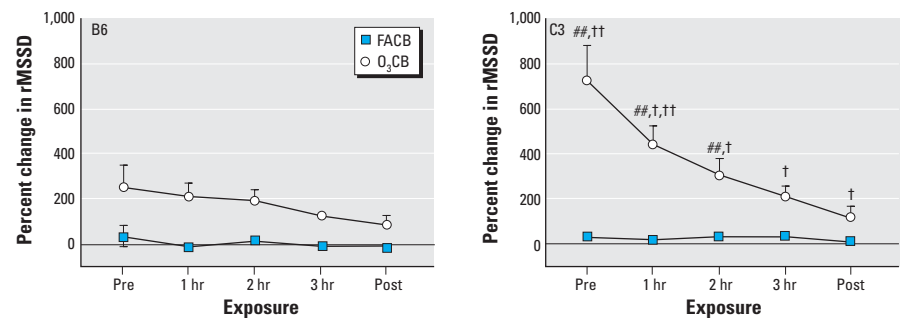 Percent change in rMSSD
1,000
800
600
400
200
0
B6
FACB
O₃CB
Pre
1 hr
2 hr
3 hr
Post
Exposure
Percent change in rMSSD
1,000
800
600
400
200
0
C3
##,††
##,†,††
##,†
†
†
Pre
1 hr
2 hr
3 hr
Post
Exposure